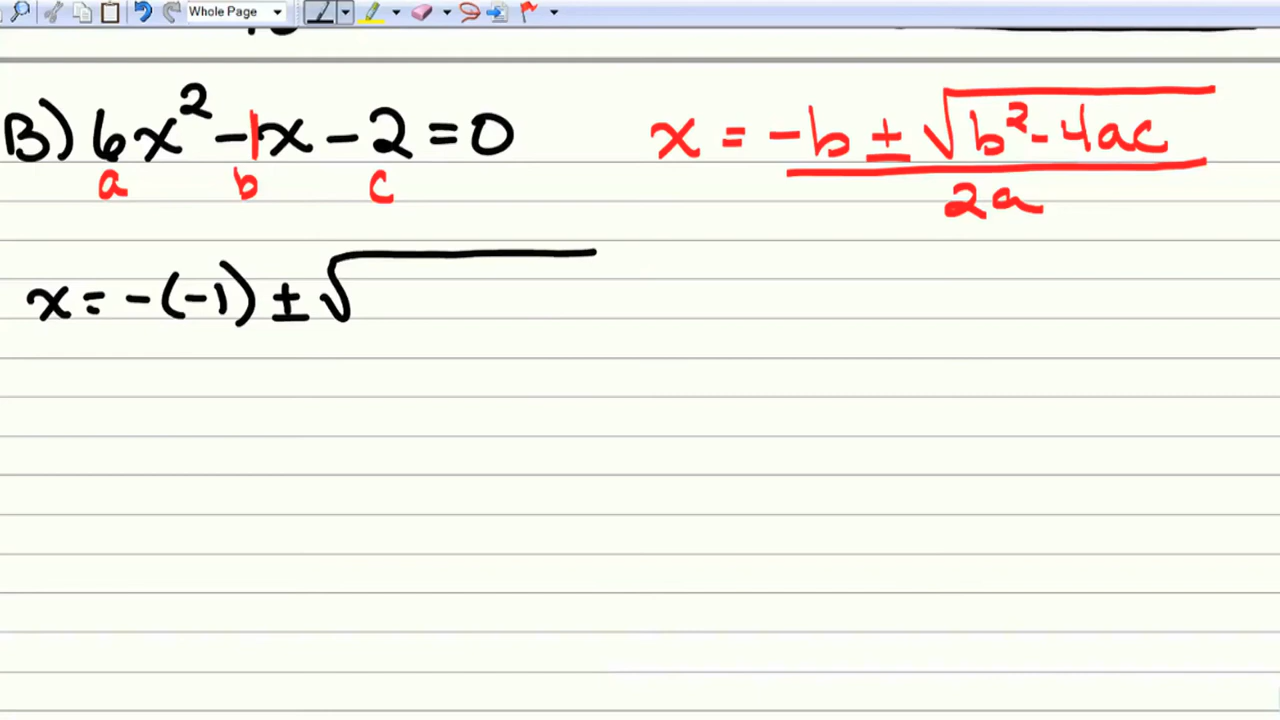 Whole Page
B) 6x² -1x - 2 = 0
a b c
x = -b ± √b² - 4ac
2a
x = -(-1) ± √